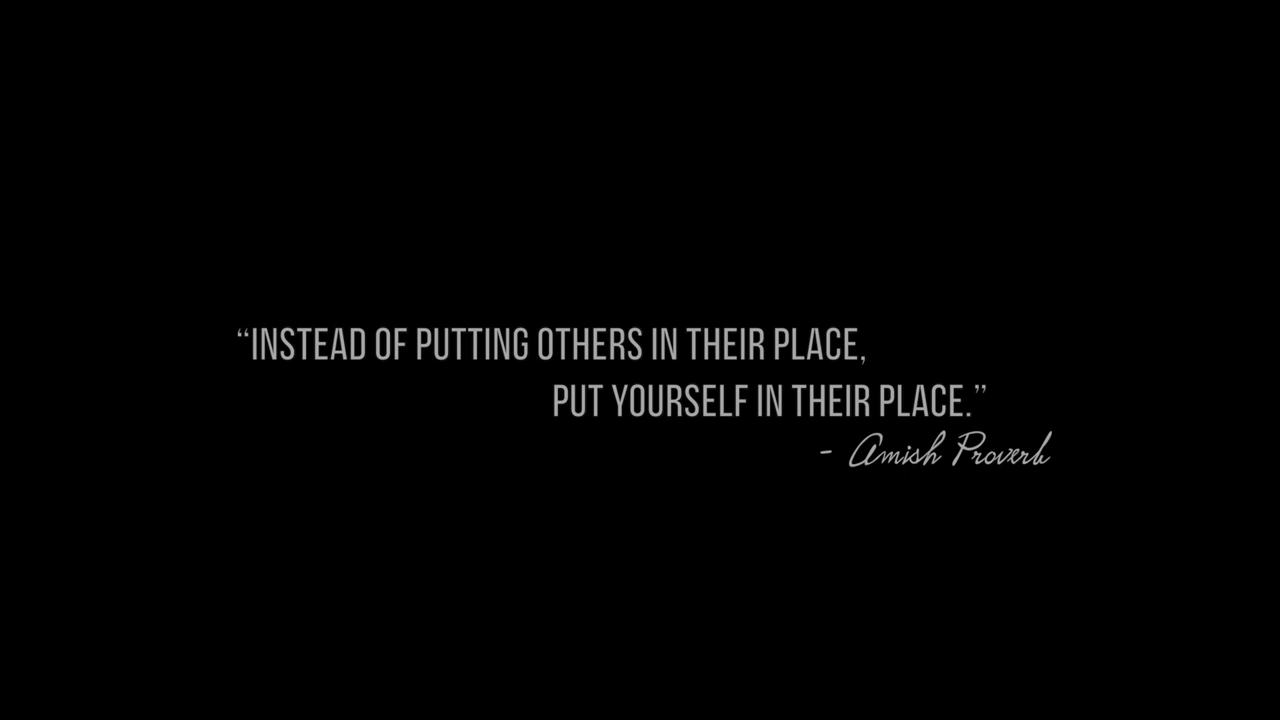 “INSTEAD OF PUTTING OTHERS IN THEIR PLACE,
PUT YOURSELF IN THEIR PLACE.”
- Amish Proverb